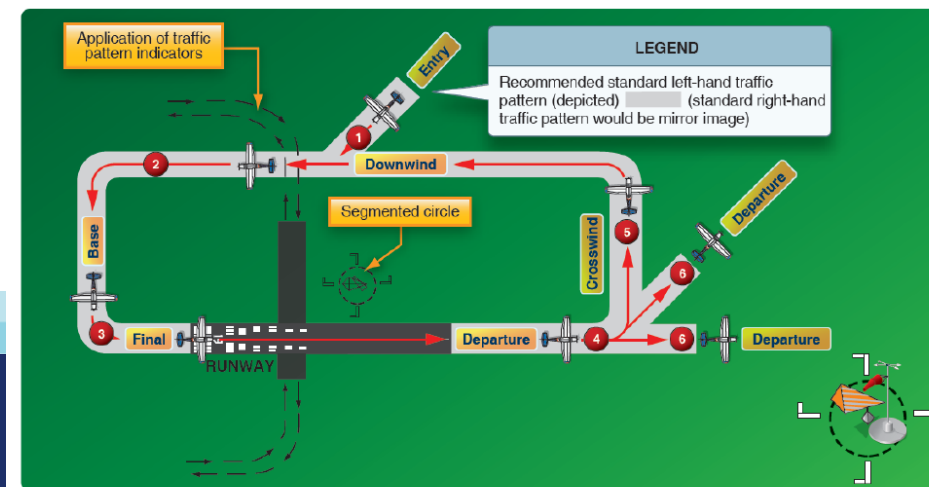 Application of traffic
pattern indicators
Entry
LEGEND
Recommended standard left-hand traffic
pattern (depicted) (standard right-hand
traffic pattern would be mirror image)
1
2
Downwind
Departure
Segmented circle
Crosswind
5
Base
6
3
Final
RUNWAY
Departure
4
6
Departure